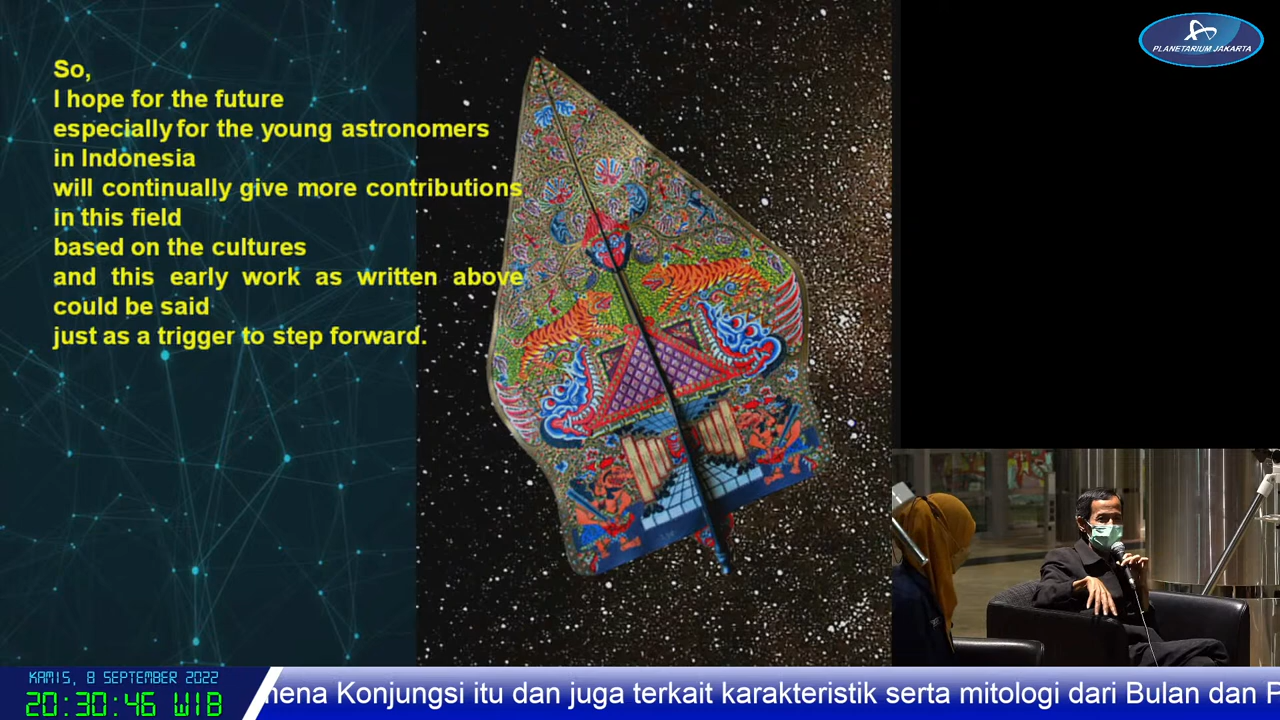 So,
I hope for the future
especially for the young astronomers
in Indonesia
will continually give more contributions
in this field
based on the cultures
and this early work as written above
could be said
just as a trigger to step forward.
PLANETARIUM JAKARTA
KAMIS, 8 SEPTEMBER 2022
20:30:46 WIB
mena Konjungsi itu dan juga terkait karakteristik serta mitologi dari Bulan dan